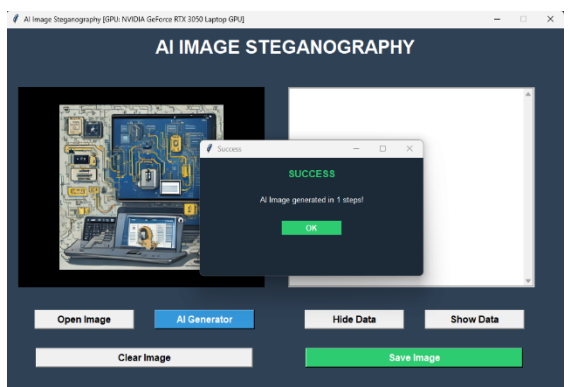 AI Image Steganography [GPU: NVIDIA GeForce RTX 3050 Laptop GPU]
AI IMAGE STEGANOGRAPHY
Success
SUCCESS
AI Image generated in 1 steps!
OK
Open Image
AI Generator
Hide Data
Show Data
Clear Image
Save Image